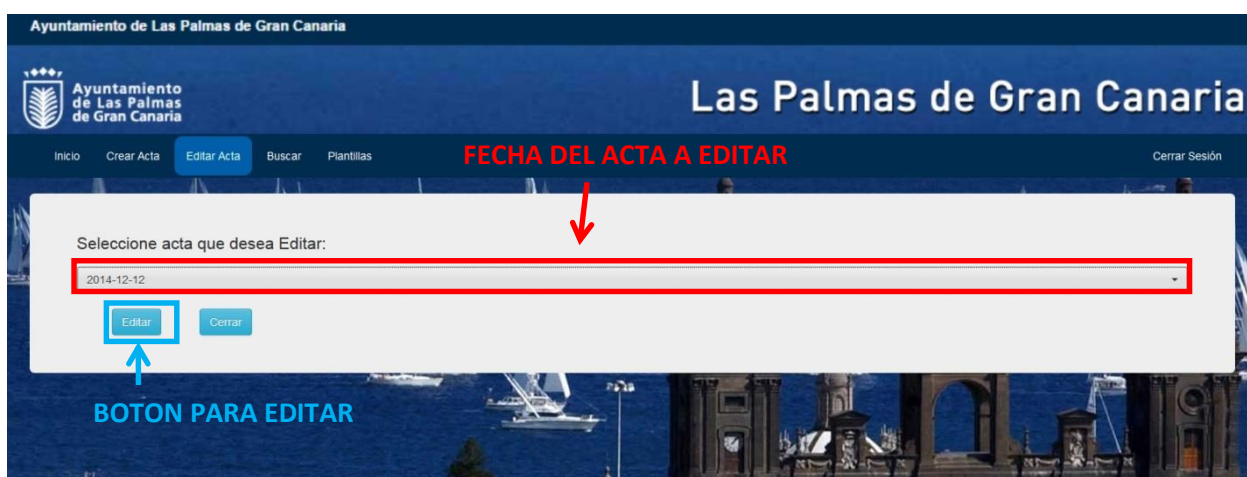 Ayuntamiento de Las Palmas de Gran Canaria
Ayuntamiento
de Las Palmas
de Gran Canaria
Las Palmas de Gran Canaria
Inicio Crear Acta Editar Acta Buscar Plantillas FECHA DEL ACTA A EDITAR Cerrar Sesión
Seleccione acta que desea Editar:
2014-12-12
Editar Cerrar
BOTON PARA EDITAR